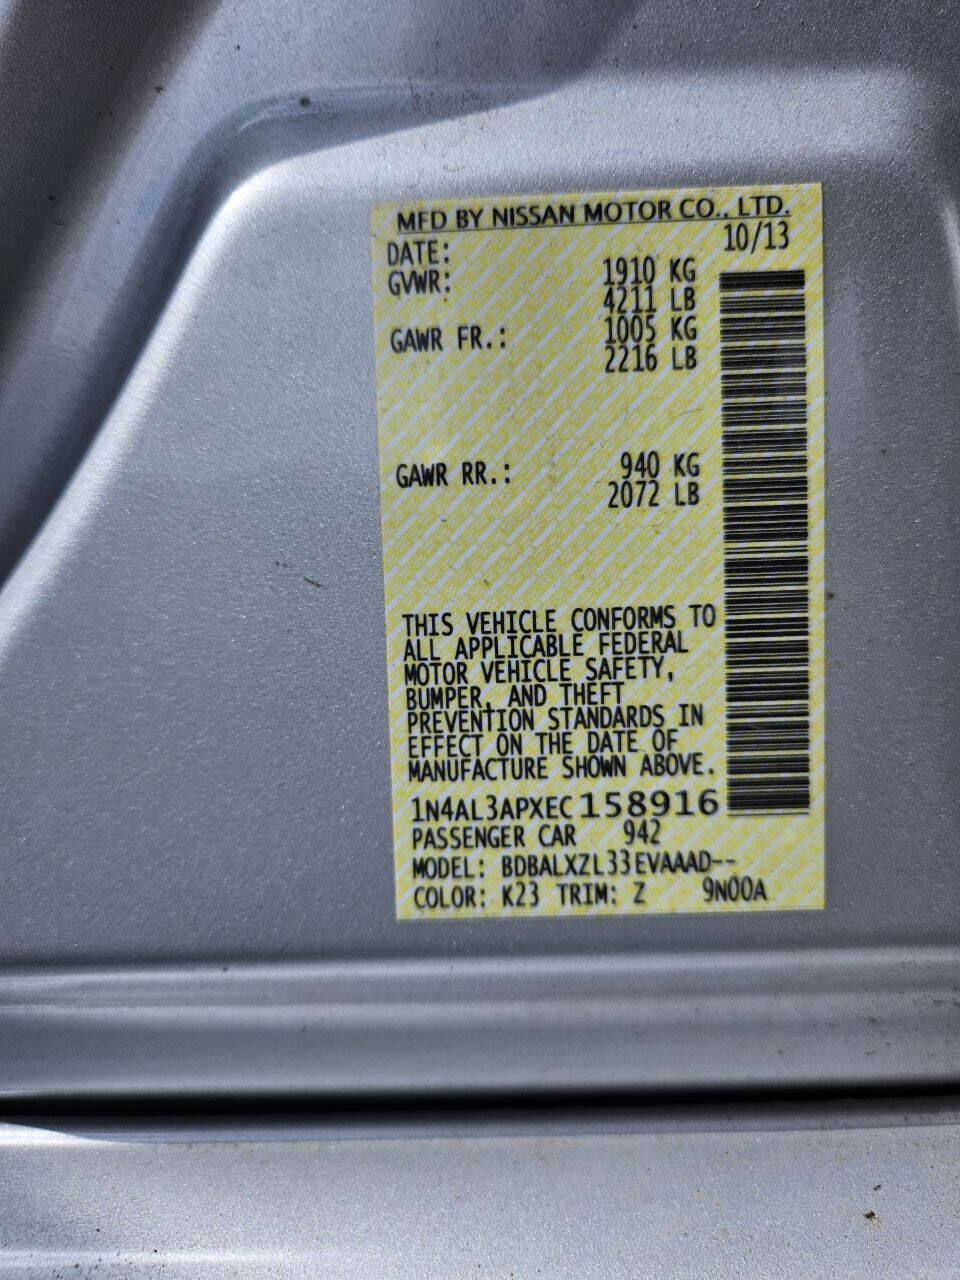 MFD BY NISSAN MOTOR CO., LTD.
DATE: 10/13
GVWR: 1910 KG
4211 LB
GAWR FR.: 1005 KG
2216 LB
GAWR RR.: 940 KG
2072 LB
THIS VEHICLE CONFORMS TO
ALL APPLICABLE FEDERAL
MOTOR VEHICLE SAFETY,
BUMPER, AND THEFT
PREVENTION STANDARDS IN
EFFECT ON THE DATE OF
MANUFACTURE SHOWN ABOVE.
1N4AL3APXEC158916
PASSENGER CAR 942
MODEL: BDBALXZL33EVAAAD--
COLOR: K23 TRIM: Z 9N00A